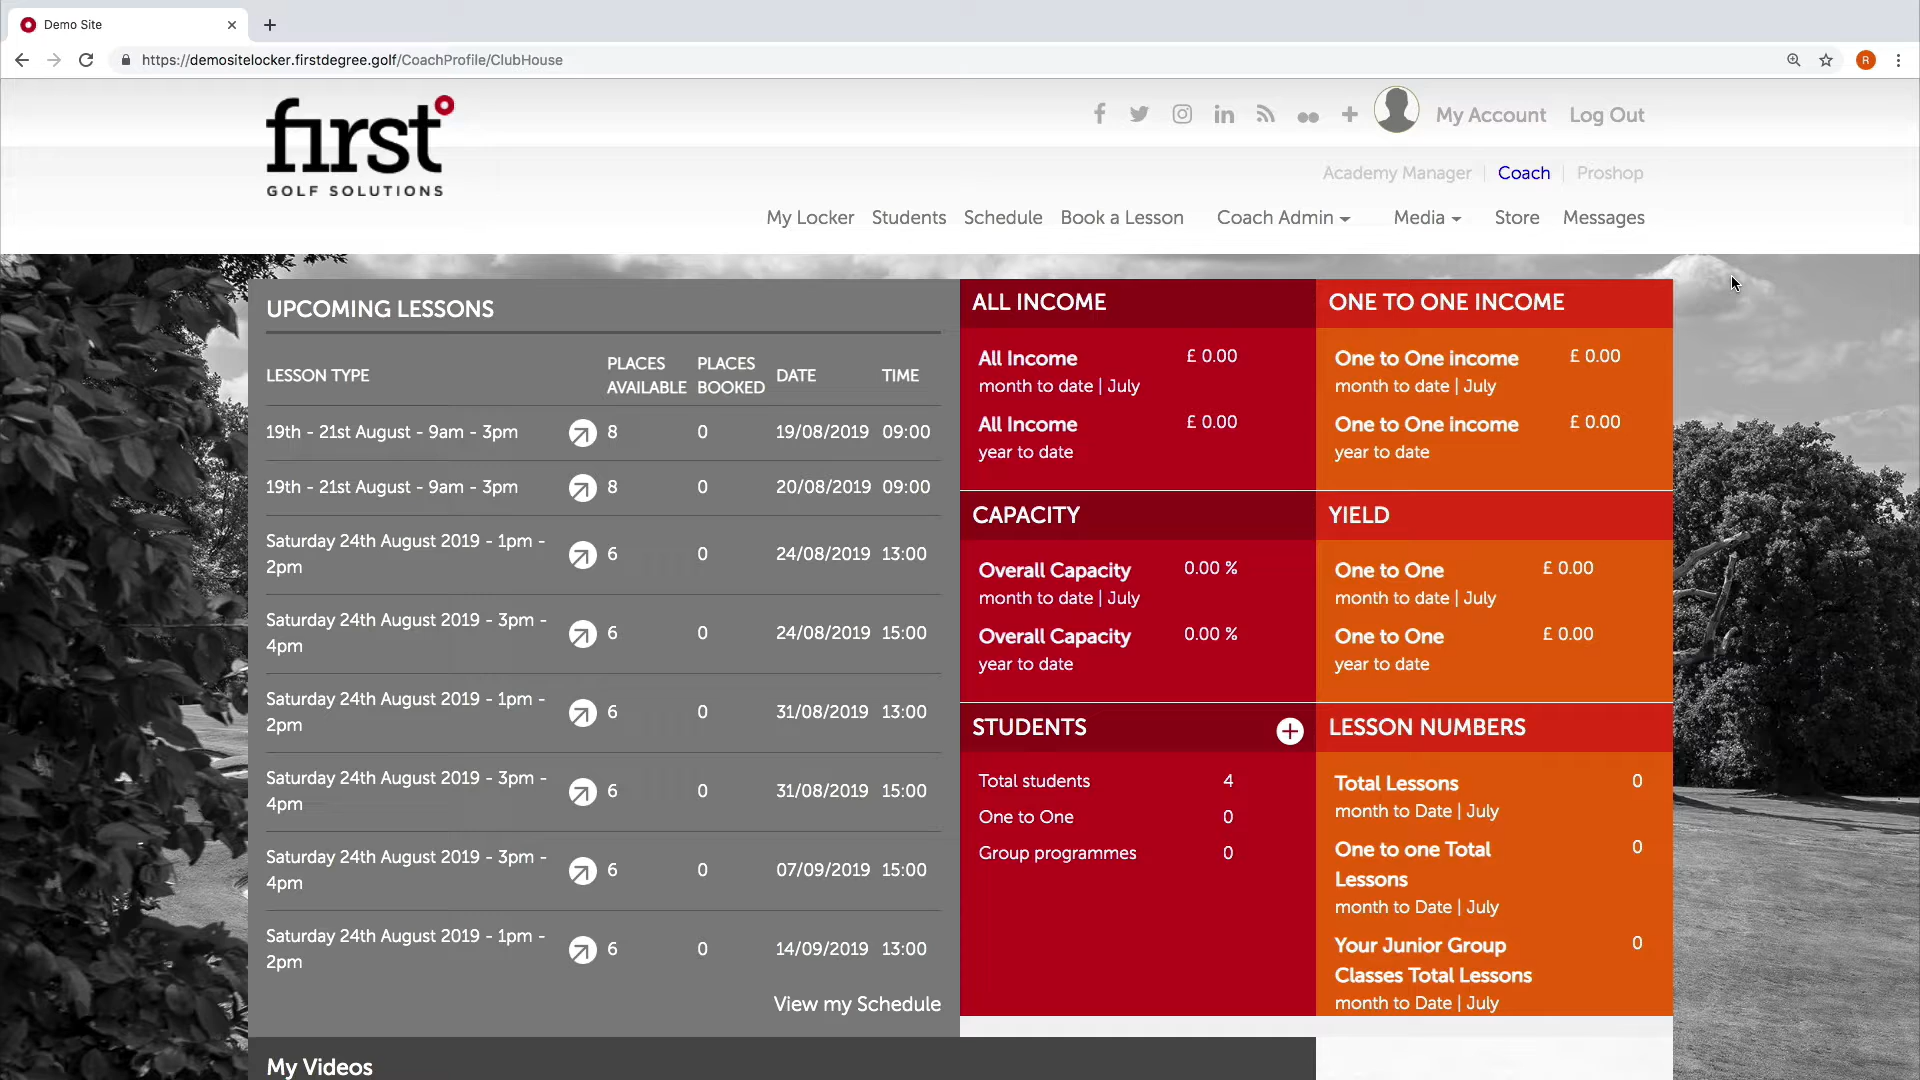 Demo Site
https://demositelocker.firstdegree.golf/CoachProfile/ClubHouse
R
first
GOLF SOLUTIONS
My Account
Log Out
Academy Manager | Coach | Proshop
My Locker Students Schedule Book a Lesson Coach Admin Media Store Messages
UPCOMING LESSONS
LESSON TYPE PLACES AVAILABLE PLACES BOOKED DATE TIME
19th - 21st August - 9am - 3pm 8 0 19/08/2019 09:00
19th - 21st August - 9am - 3pm 8 0 20/08/2019 09:00
Saturday 24th August 2019 - 1pm -
2pm 6 0 24/08/2019 13:00
Saturday 24th August 2019 - 3pm -
4pm 6 0 24/08/2019 15:00
Saturday 24th August 2019 - 1pm -
2pm 6 0 31/08/2019 13:00
Saturday 24th August 2019 - 3pm -
4pm 6 0 31/08/2019 15:00
Saturday 24th August 2019 - 3pm -
4pm 6 0 07/09/2019 15:00
Saturday 24th August 2019 - 1pm -
2pm 6 0 14/09/2019 13:00
View my Schedule
ALL INCOME
All Income £ 0.00
month to date | July
All Income £ 0.00
year to date
ONE TO ONE INCOME
One to One income £ 0.00
month to date | July
One to One income £ 0.00
year to date
CAPACITY
Overall Capacity 0.00 %
month to date | July
Overall Capacity 0.00 %
year to date
YIELD
One to One £ 0.00
month to date | July
One to One £ 0.00
year to date
STUDENTS
Total students 4
One to One 0
Group programmes 0
LESSON NUMBERS
Total Lessons 0
month to Date | July
One to one Total 0
Lessons
month to Date | July
Your Junior Group 0
Classes Total Lessons
month to Date | July
My Videos